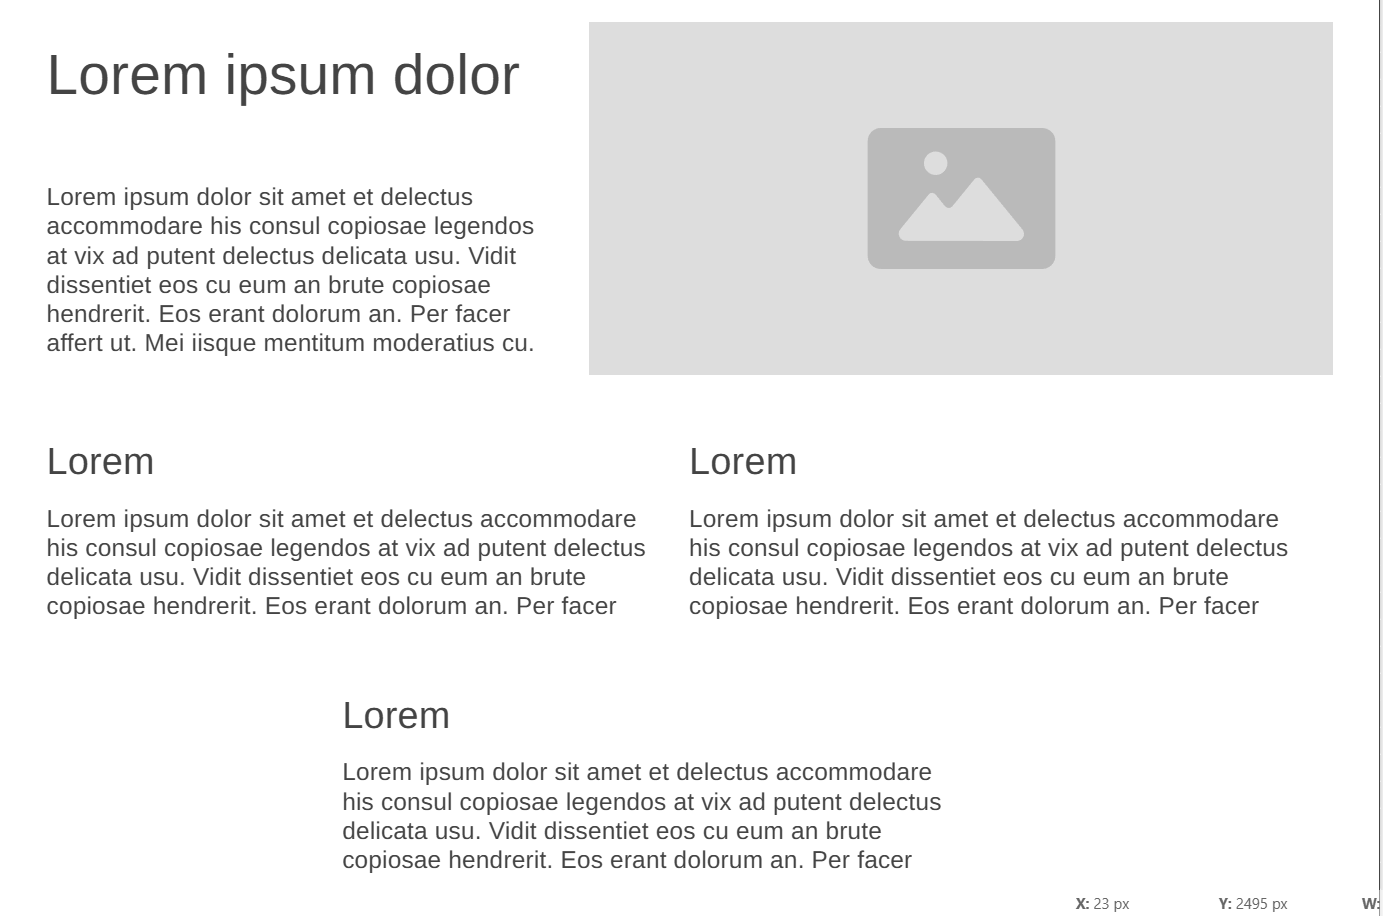 Lorem ipsum dolor
Lorem ipsum dolor sit amet et delectus
accommodare his consul copiosae legendos
at vix ad putent delectus delicata usu. Vidit
dissentiet eos cu eum an brute copiosae
hendrerit. Eos erant dolorum an. Per facer
affert ut. Mei iisque mentitum moderatius cu.
Lorem
Lorem ipsum dolor sit amet et delectus accommodare
his consul copiosae legendos at vix ad putent delectus
delicata usu. Vidit dissentiet eos cu eum an brute
copiosae hendrerit. Eos erant dolorum an. Per facer
Lorem
Lorem ipsum dolor sit amet et delectus accommodare
his consul copiosae legendos at vix ad putent delectus
delicata usu. Vidit dissentiet eos cu eum an brute
copiosae hendrerit. Eos erant dolorum an. Per facer
Lorem
Lorem ipsum dolor sit amet et delectus accommodare
his consul copiosae legendos at vix ad putent delectus
delicata usu. Vidit dissentiet eos cu eum an brute
copiosae hendrerit. Eos erant dolorum an. Per facer
X: 23 px Y: 2495 px W: